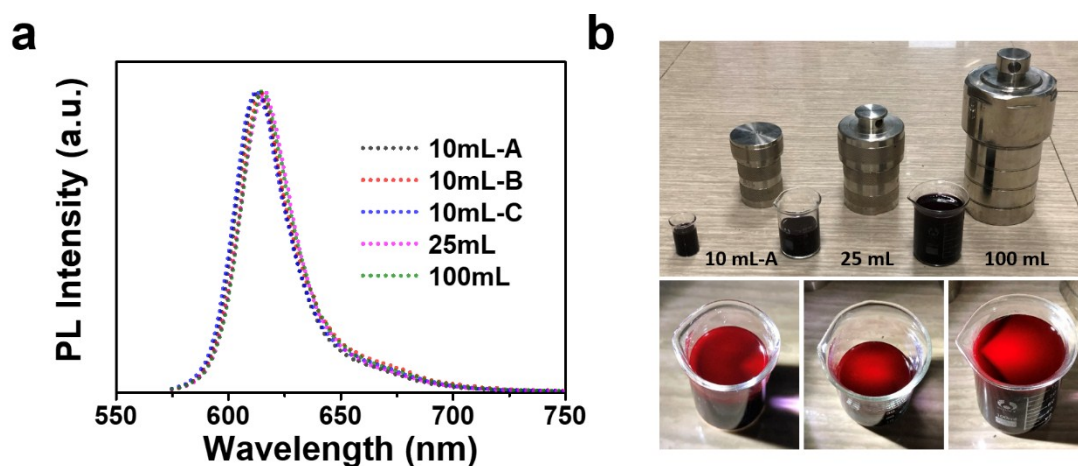 a
PL Intensity (a.u.)
10mL-A
10mL-B
10mL-C
25mL
100mL
550 600 650 700 750
Wavelength (nm)
b
10 mL-A 25 mL 100 mL